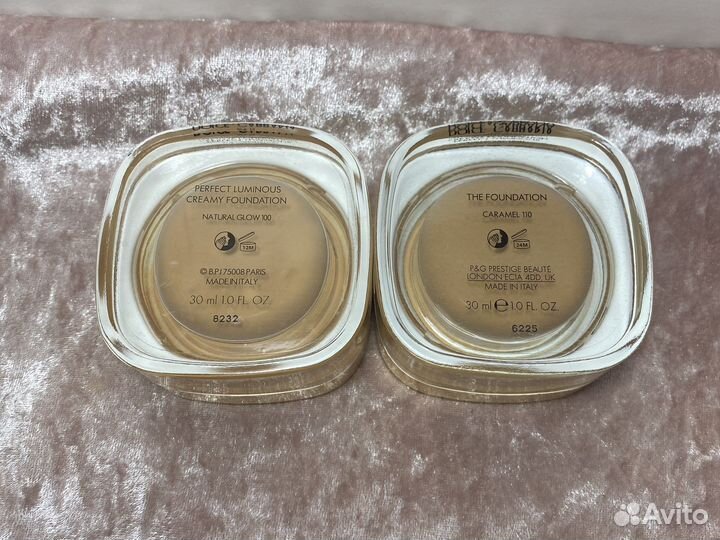 PERFECT LUMINOUS
CREAMY FOUNDATION
NATURAL GLOW 100
12M
© B.P.J 75008 PARIS
MADE IN ITALY
30 ml 1.0 FL. OZ.
8232
THE FOUNDATION
CARAMEL 110
24M
P&G PRESTIGE BEAUTÉ
LONDON EC1A 4DD, UK
MADE IN ITALY
30 ml e 1.0 FL. OZ.
6225
Avito